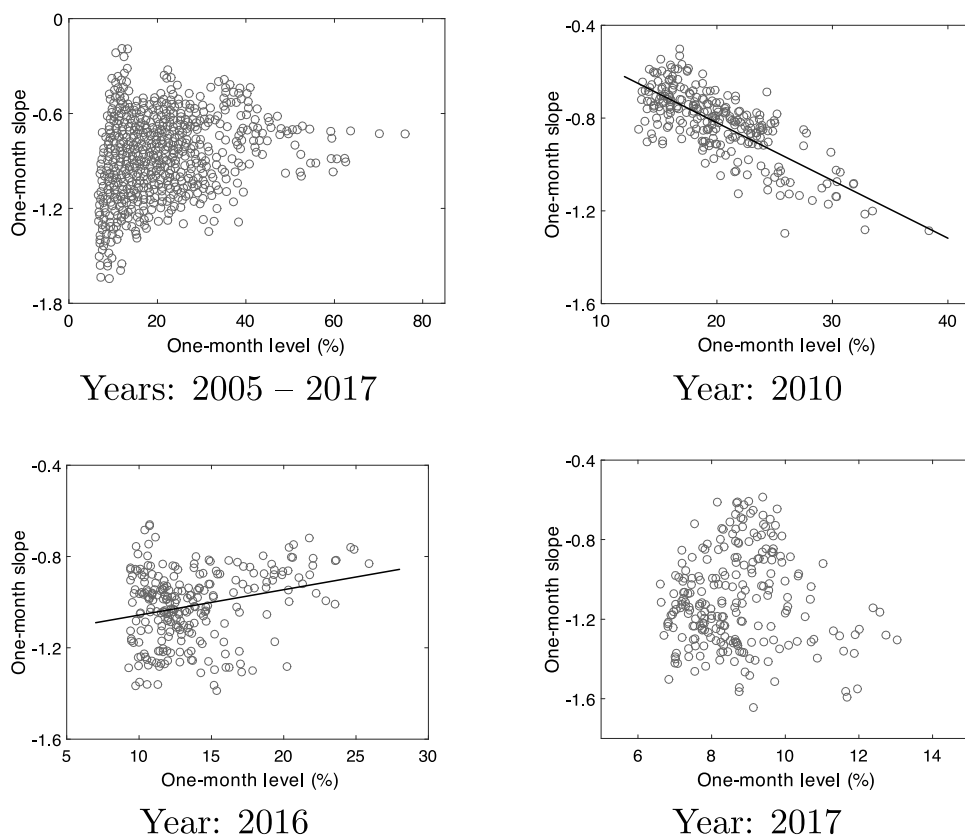 0
-0.6
-1.2
-1.8
One-month slope
0 20 40 60 80
One-month level (%)
Years: 2005 – 2017
-0.4
-0.8
-1.2
-1.6
One-month slope
10 20 30 40
One-month level (%)
Year: 2010
-0.4
-0.8
-1.2
-1.6
One-month slope
5 10 15 20 25 30
One-month level (%)
Year: 2016
-0.4
-0.8
-1.2
-1.6
One-month slope
6 8 10 12 14
One-month level (%)
Year: 2017